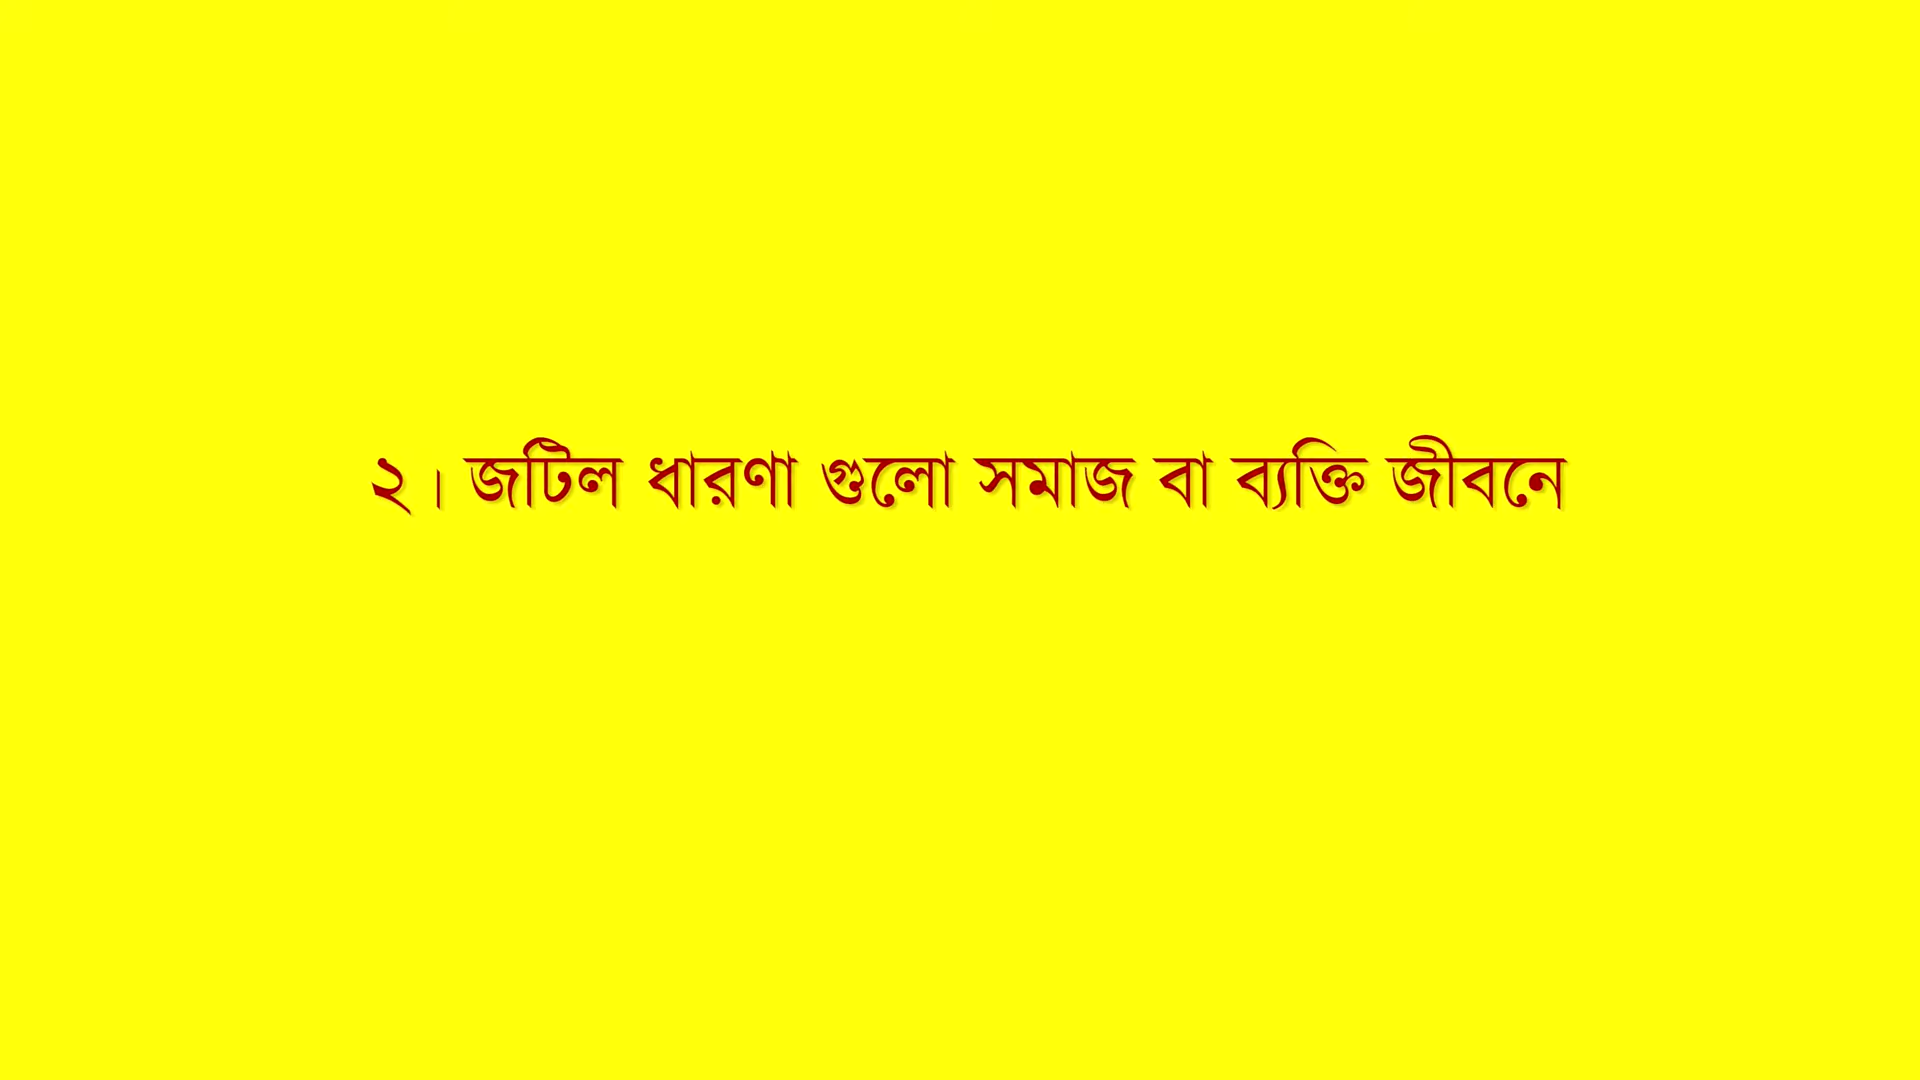 ২। জটিল ধারণা গুলো সমাজ বা ব্যক্তি জীবনে